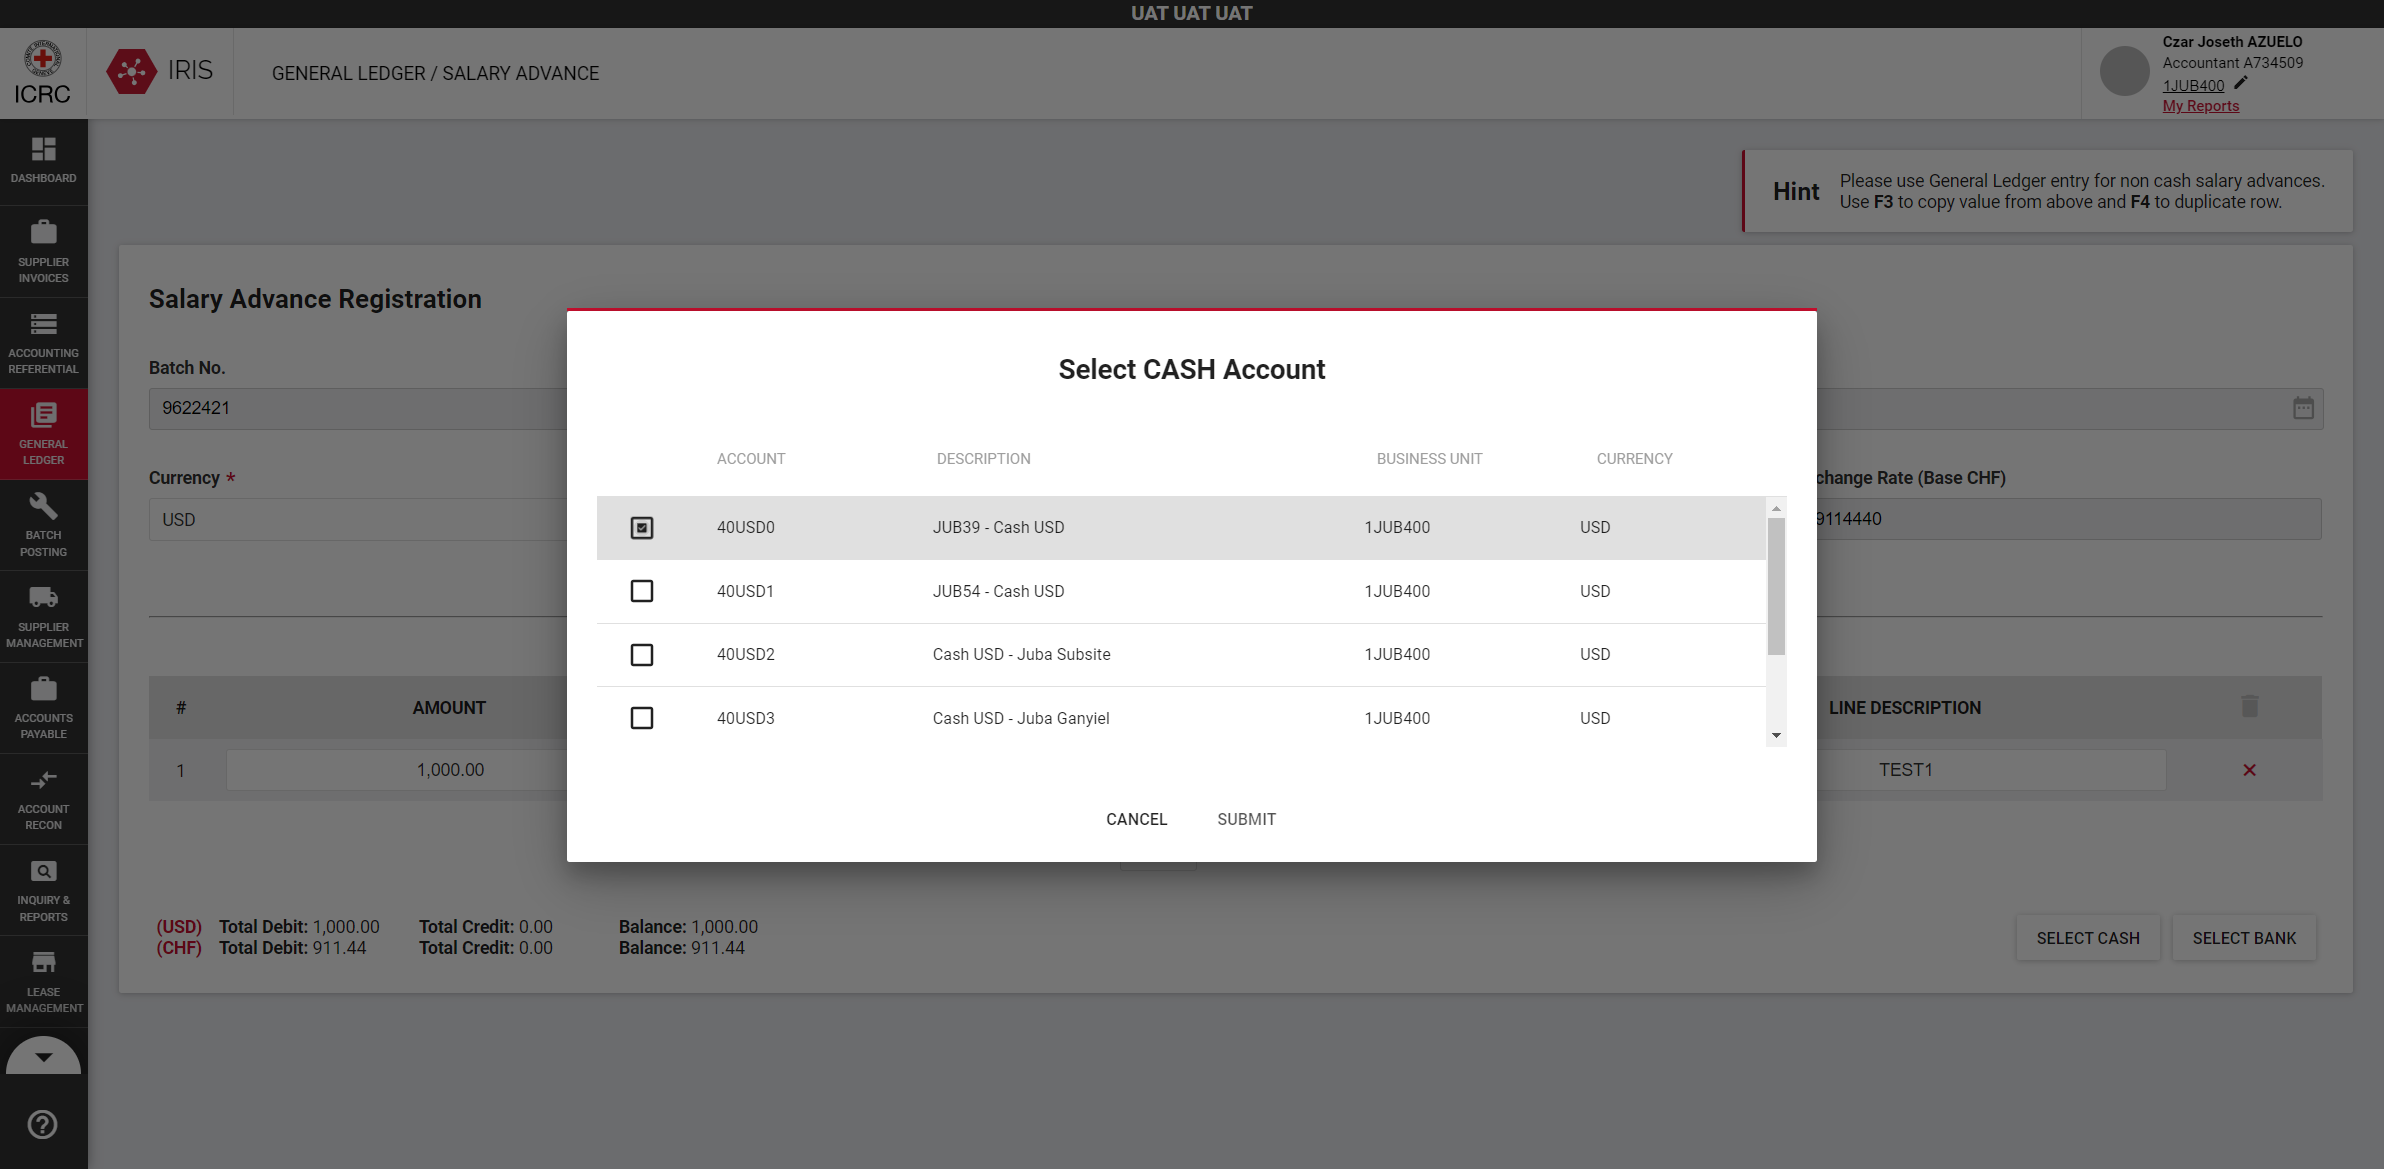 UAT UAT UAT
ICRC
IRIS
GENERAL LEDGER / SALARY ADVANCE
Czar Joseth AZUELO
Accountant A734509
1JUB400
My Reports
DASHBOARD
SUPPLIER
INVOICES
ACCOUNTING
REFERENTIAL
GENERAL
LEDGER
BATCH
POSTING
SUPPLIER
MANAGEMENT
ACCOUNTS
PAYABLE
ACCOUNT
RECON
INQUIRY &
REPORTS
LEASE
MANAGEMENT
Hint
Please use General Ledger entry for non cash salary advances.
Use F3 to copy value from above and F4 to duplicate row.
Salary Advance Registration
Batch No.
9622421
Currency *
USD
change Rate (Base CHF)
9114440
Select CASH Account
ACCOUNT DESCRIPTION BUSINESS UNIT CURRENCY
40USD0 JUB39 - Cash USD 1JUB400 USD
40USD1 JUB54 - Cash USD 1JUB400 USD
40USD2 Cash USD - Juba Subsite 1JUB400 USD
40USD3 Cash USD - Juba Ganyiel 1JUB400 USD
CANCEL SUBMIT
# AMOUNT LINE DESCRIPTION
1 1,000.00 TEST1
(USD) Total Debit: 1,000.00 Total Credit: 0.00 Balance: 1,000.00
(CHF) Total Debit: 911.44 Total Credit: 0.00 Balance: 911.44
SELECT CASH SELECT BANK